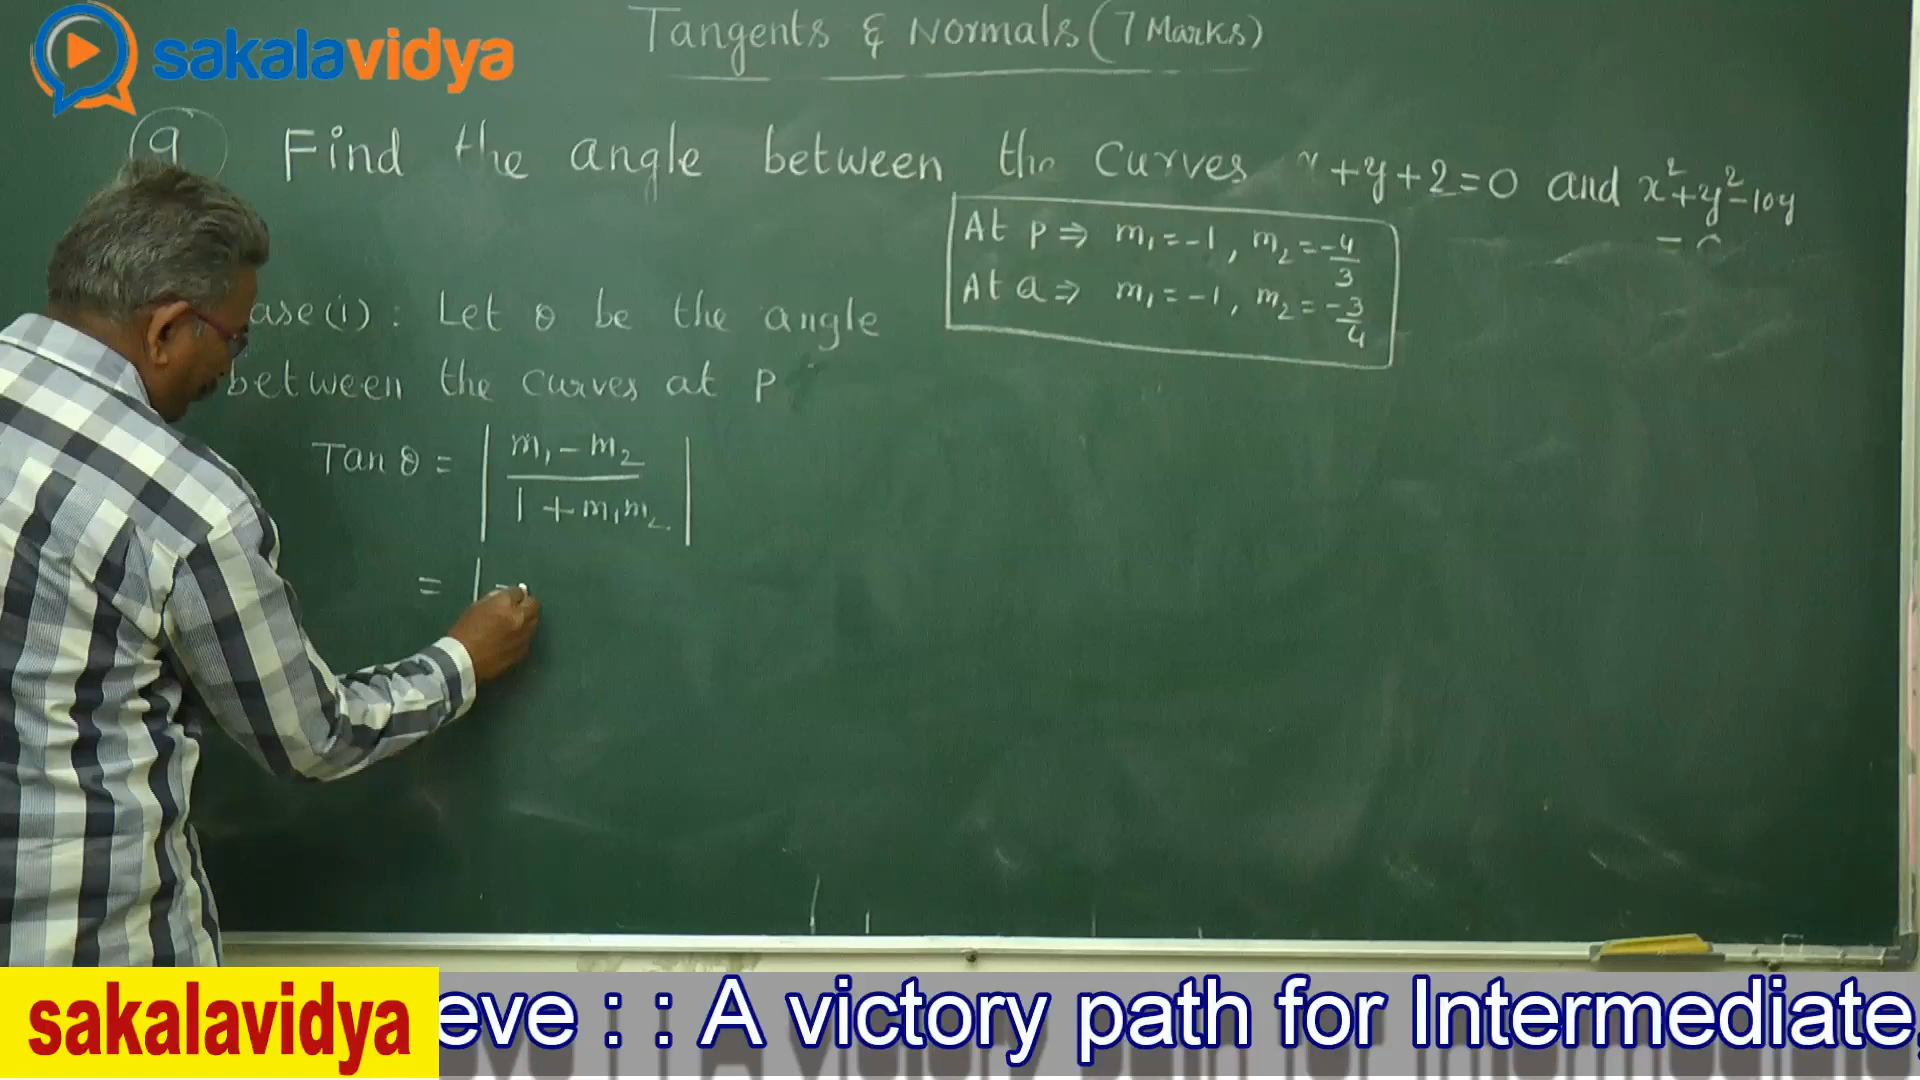 sakalavidya
Tangents & Normals (7 Marks)
9 Find the angle between the curves x+y+2=0 and x²+y²-10y
= 0
At P ⇒ m₁ = -1, m₂ = -4/3
At Q ⇒ m₁ = -1, m₂ = -3/4
ase(i) : Let θ be the angle
between the curves at P
Tan θ = | m₁ - m₂ / 1 + m₁m₂ |
= | -
sakalavidya
eve : : A victory path for Intermediate,